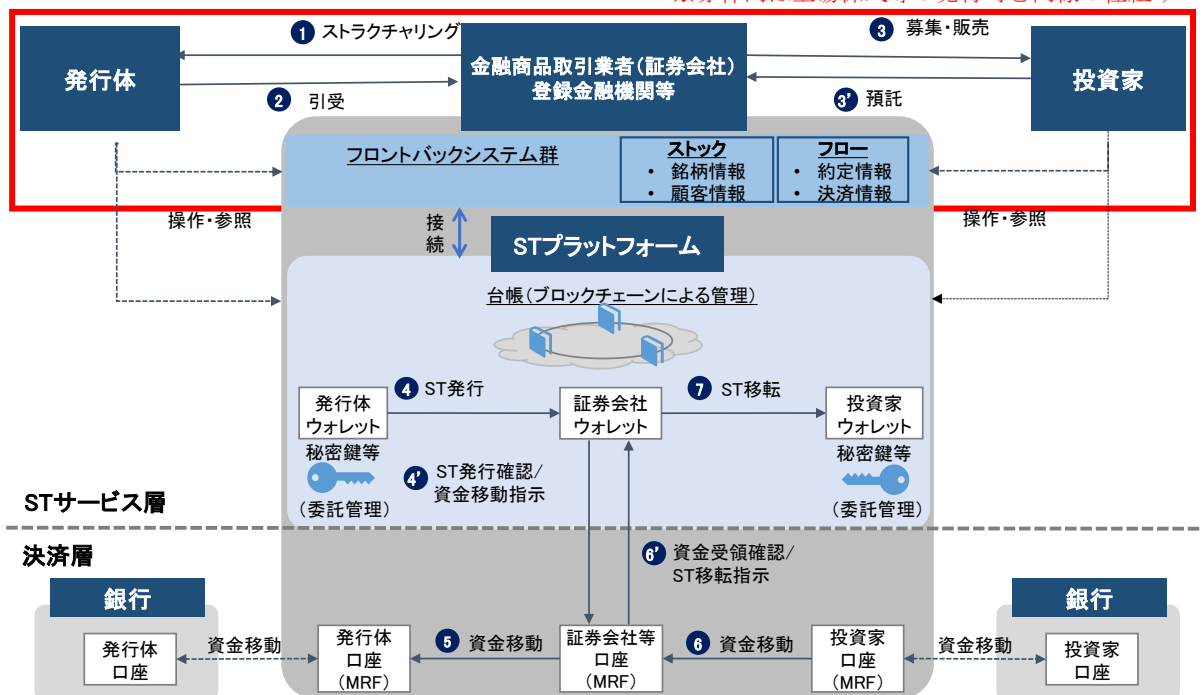 1 ストラクチャリング
3 募集・販売
発行体
金融商品取引業者(証券会社)
登録金融機関等
投資家
2 引受
3’ 預託
フロントバックシステム群
ストック
• 銘柄情報
• 顧客情報
フロー
• 約定情報
• 決済情報
操作・参照
接続
操作・参照
STプラットフォーム
台帳(ブロックチェーンによる管理)
4 ST発行
7 ST移転
発行体
ウォレット
証券会社
ウォレット
投資家
ウォレット
秘密鍵等
(委託管理)
4’ ST発行確認/
資金移動指示
秘密鍵等
(委託管理)
STサービス層
決済層
6’ 資金受領確認/
ST移転指示
銀行
銀行
発行体
口座
資金移動
発行体
口座
(MRF)
5 資金移動
証券会社等
口座
(MRF)
6 資金移動
投資家
口座
(MRF)
資金移動
投資家
口座